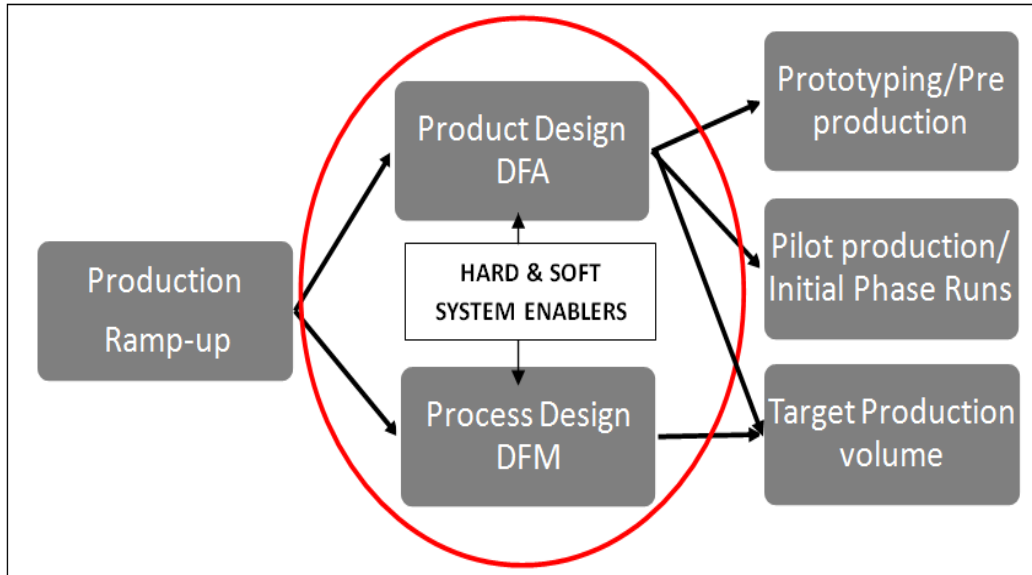 Production
Ramp-up
Product Design
DFA
HARD & SOFT
SYSTEM ENABLERS
Process Design
DFM
Prototyping/Pre
production
Pilot production/
Initial Phase Runs
Target Production
volume